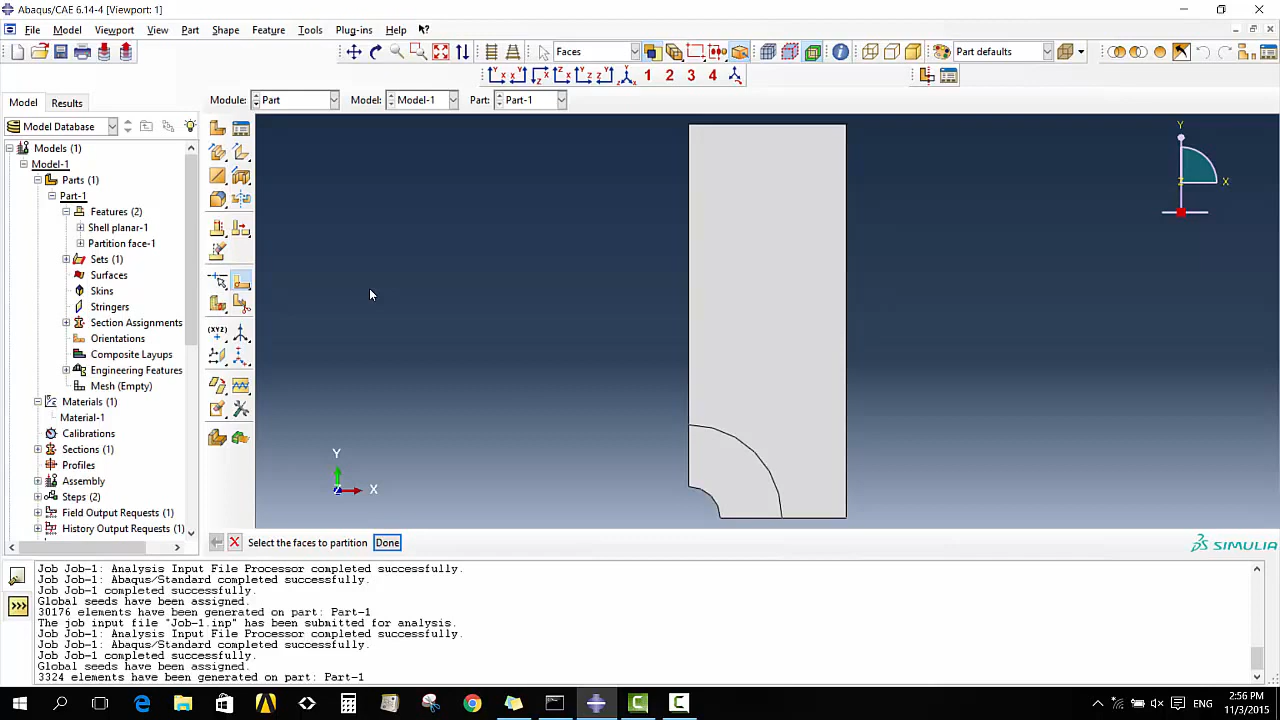 Abaqus/CAE 6.14-4 [Viewport: 1]
File Model Viewport View Part Shape Feature Tools Plug-ins Help
Faces
Part defaults
1 2 3 4
Model Results
Module: Part Model: Model-1 Part: Part-1
Model Database
Models (1)
Model-1
Parts (1)
Part-1
Features (2)
Shell planar-1
Partition face-1
Sets (1)
Surfaces
Skins
Stringers
Section Assignments
Orientations
Composite Layups
Engineering Features
Mesh (Empty)
Materials (1)
Material-1
Calibrations
Sections (1)
Profiles
Assembly
Steps (2)
Field Output Requests (1)
History Output Requests (1)
(XYZ)
Y
X
Z
Y
X
Z
Select the faces to partition Done
SIMULIA
Job Job-1: Analysis Input File Processor completed successfully.
Job Job-1: Abaqus/Standard completed successfully.
Job Job-1 completed successfully.
Global seeds have been assigned.
30176 elements have been generated on part: Part-1
The job input file "Job-1.inp" has been submitted for analysis.
Job Job-1: Analysis Input File Processor completed successfully.
Job Job-1: Abaqus/Standard completed successfully.
Job Job-1 completed successfully.
Global seeds have been assigned.
3324 elements have been generated on part: Part-1
>>>
ENG
2:56 PM
11/3/2015